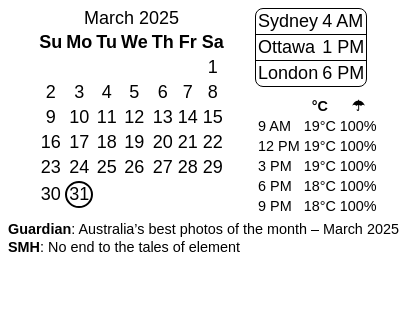 March 2025
Su Mo Tu We Th Fr Sa
1
2 3 4 5 6 7 8
9 10 11 12 13 14 15
16 17 18 19 20 21 22
23 24 25 26 27 28 29
30 31
Sydney 4 AM
Ottawa 1 PM
London 6 PM
°C ☂
9 AM 19°C 100%
12 PM 19°C 100%
3 PM 19°C 100%
6 PM 18°C 100%
9 PM 18°C 100%
Guardian: Australia’s best photos of the month – March 2025
SMH: No end to the tales of element